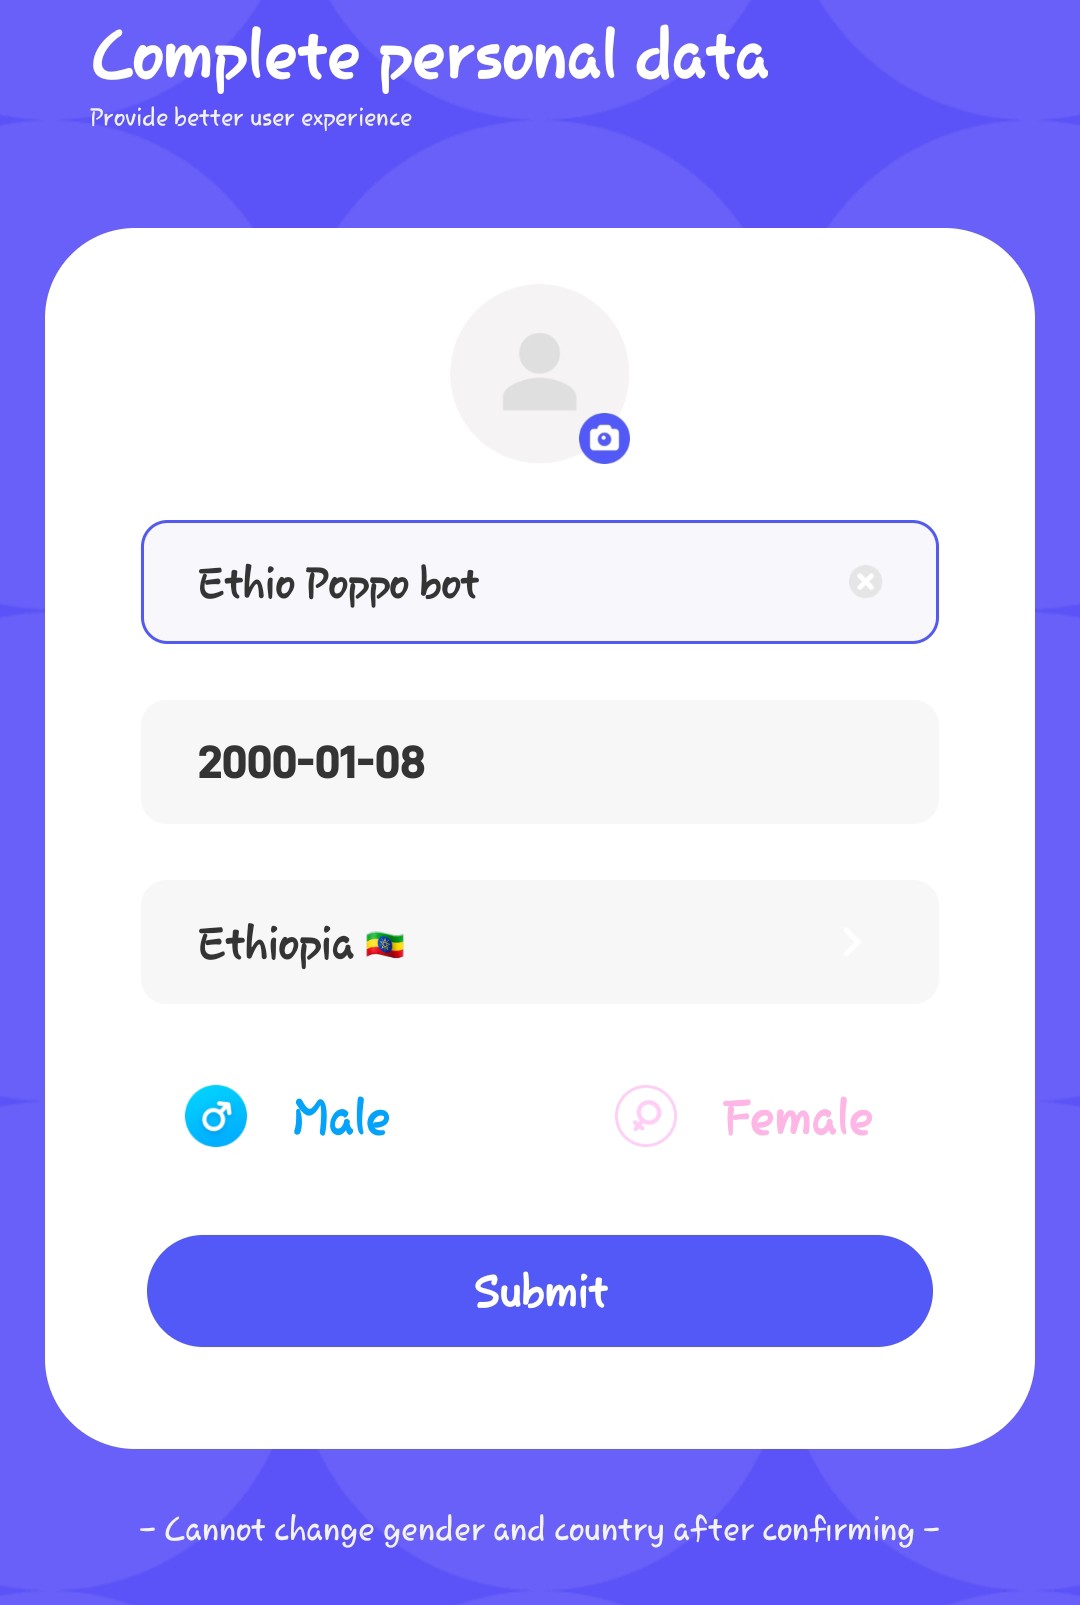 Complete personal data
Provide better user experience
Ethio Poppo bot
2000-01-08
Ethiopia 🇪🇹
Male
Female
Submit
- Cannot change gender and country after confirming -